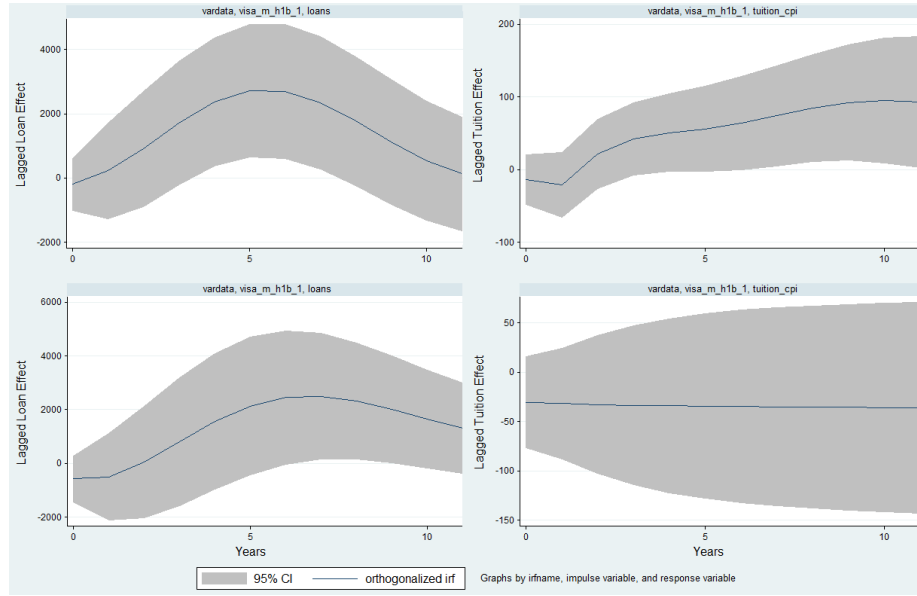 vardata, visa_m_h1b_1, loans
4000
2000
0
-2000
Lagged Loan Effect
0 5 10
vardata, visa_m_h1b_1, tuition_cpi
200
100
0
-100
Lagged Tuition Effect
0 5 10
vardata, visa_m_h1b_1, loans
6000
4000
2000
0
-2000
Lagged Loan Effect
0 5 10
Years
vardata, visa_m_h1b_1, tuition_cpi
50
0
-50
-100
-150
Lagged Tuition Effect
0 5 10
Years
95% CI orthogonalized irf Graphs by irfname, impulse variable, and response variable